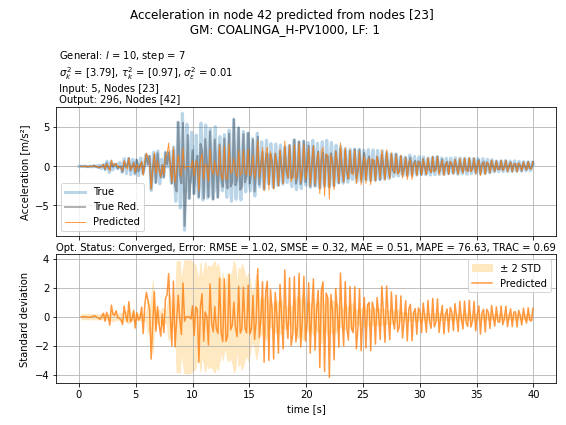 Acceleration in node 42 predicted from nodes [23]
GM: COALINGA_H-PV1000, LF: 1
General: l = 10, step = 7
σ²ₖ = [3.79], τ²ₖ = [0.97], σ²ε = 0.01
Input: 5, Nodes [23]
Output: 296, Nodes [42]
Acceleration [m/s²]
5
0
−5
True
True Red.
Predicted
Opt. Status: Converged, Error: RMSE = 1.02, SMSE = 0.32, MAE = 0.51, MAPE = 76.63, TRAC = 0.69
Standard deviation
4
2
0
−2
−4
± 2 STD
Predicted
0 5 10 15 20 25 30 35 40
time [s]